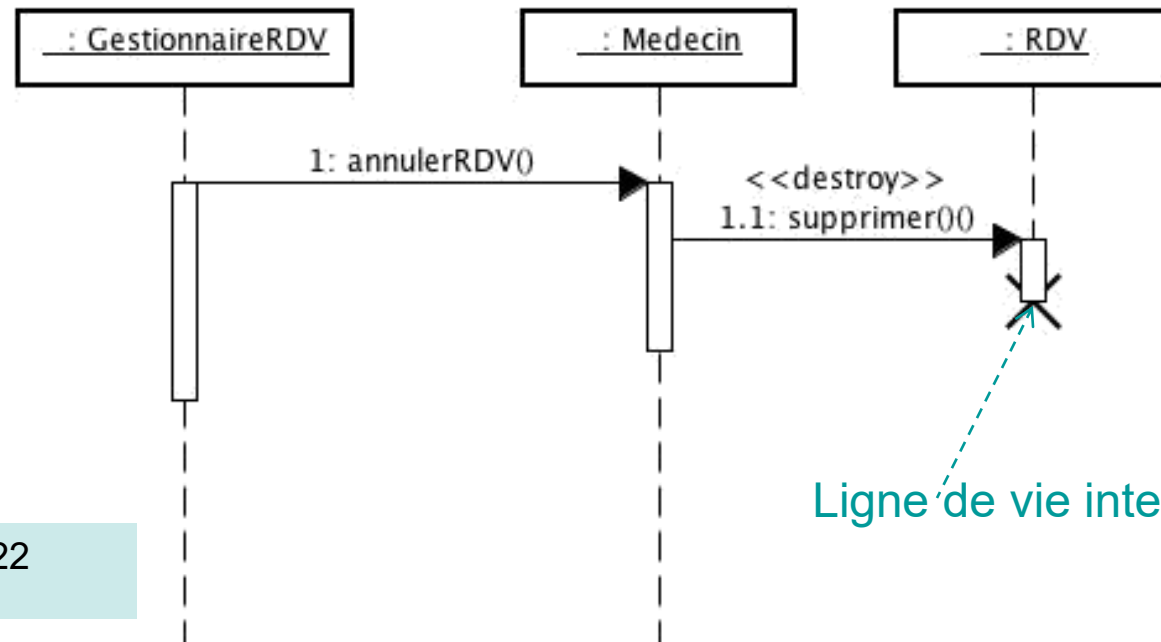 : GestionnaireRDV
: Medecin
: RDV
1: annulerRDV()
<<destroy>>
1.1: supprimer()()
Ligne de vie inte
22